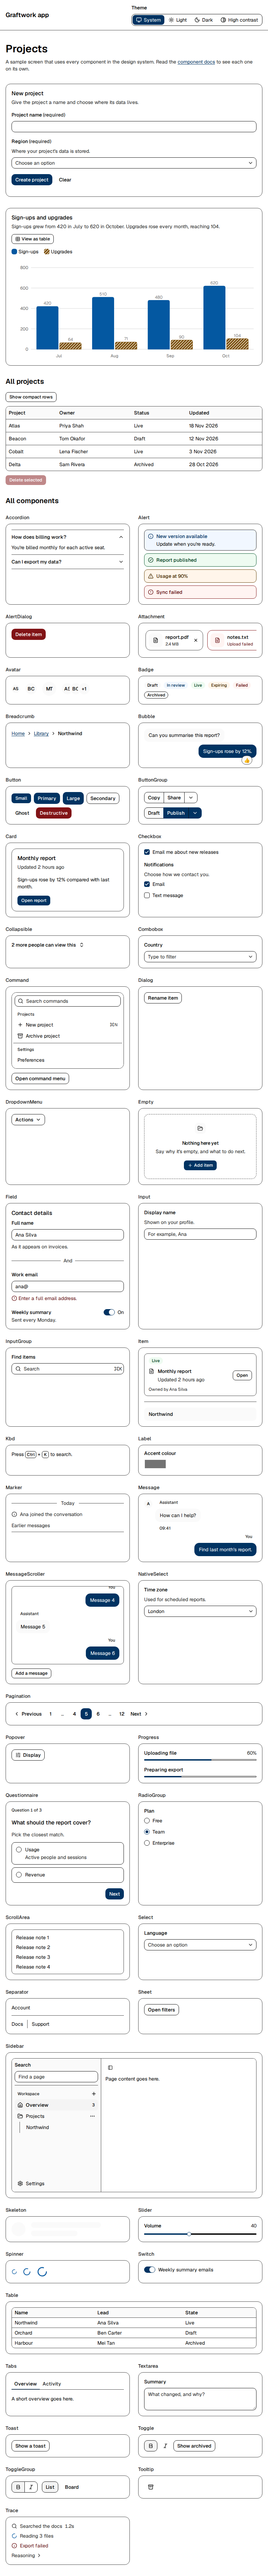 Graftwork app
Theme
System Light Dark High contrast
Projects
A sample screen that uses every component in the design system. Read the component docs to see each one
on its own.
New project
Give the project a name and choose where its data lives.
Project name (required)
Region (required)
Where your project's data is stored.
Choose an option
Create project Clear
Sign-ups and upgrades
Sign-ups grew from 420 in July to 620 in October. Upgrades rose every month, reaching 104.
View as table
Sign-ups Upgrades
800
600
400
200
0
420
64
510
71
480
90
620
104
Jul Aug Sep Oct
All projects
Show compact rows
Project Owner Status Updated
Atlas Priya Shah Live 18 Nov 2026
Beacon Tom Okafor Draft 12 Nov 2026
Cobalt Lena Fischer Live 3 Nov 2026
Delta Sam Rivera Archived 28 Oct 2026
Delete selected
All components
Accordion
How does billing work?
You're billed monthly for each active seat.
Can I export my data?
Alert
New version available
Update when you're ready.
Report published
Usage at 90%
Sync failed
AlertDialog
Delete item
Attachment
report.pdf
2.4 MB
notes.txt
Upload failed
Avatar
AS BC MT +1
Badge
Draft In review Live Expiring Failed
Archived
Breadcrumb
Home Library Northwind
Bubble
Can you summarise this report?
Sign-ups rose by 12%.
👍
Button
Small Primary Large Secondary
Ghost Destructive
ButtonGroup
Copy Share
Draft Publish
Card
Monthly report
Updated 2 hours ago
Sign-ups rose by 12% compared with last
month.
Open report
Checkbox
Email me about new releases
Notifications
Choose how we contact you.
Email
Text message
Collapsible
2 more people can view this
Combobox
Country
Type to filter
Command
Search commands
Projects
New project
Archive project
Settings
Preferences
Open command menu
Dialog
Rename item
DropdownMenu
Actions
Empty
Nothing here yet
Say why it's empty, and what to do next.
Add item
Field
Contact details
Full name
Ana Silva
As it appears on invoices.
And
Work email
ana@
Enter a full email address.
Weekly summary On
Sent every Monday.
Input
Display name
Shown on your profile.
For example, Ana
InputGroup
Find items
Search
Item
Live
Monthly report
Updated 2 hours ago
Open
Owned by Ana Silva
Northwind
Kbd
Press Ctrl + K to search.
Label
Accent colour
Marker
Today
Ana joined the conversation
Earlier messages
Message
A Assistant
How can I help?
09:41
You
Find last month's report.
MessageScroller
You
Message 4
Assistant
Message 5
You
Message 6
Add a message
NativeSelect
Time zone
Used for scheduled reports.
London
Pagination
Previous 1 … 4 5 6 … 12 Next
Popover
Display
Progress
Uploading file 60%
Preparing export
Questionnaire
Question 1 of 3
What should the report cover?
Pick the closest match.
Usage
Active people and sessions
Revenue
Next
RadioGroup
Plan
Free
Team
Enterprise
ScrollArea
Release note 1
Release note 2
Release note 3
Release note 4
Select
Language
Choose an option
Separator
Account
Docs Support
Sheet
Open filters
Sidebar
Search
Find a page
Workspace
Overview 3
Projects
Northwind
Settings
Page content goes here.
Skeleton
Slider
Volume 40
Spinner
Switch
Weekly summary emails
Table
Name Lead State
Northwind Ana Silva Live
Orchard Ben Carter Draft
Harbour Mei Tan Archived
Tabs
Overview Activity
A short overview goes here.
Textarea
Summary
What changed, and why?
Toast
Show a toast
Toggle
B I Show archived
ToggleGroup
B I List Board
Tooltip
Trace
Searched the docs 1.2s
Reading 3 files
Export failed
Reasoning